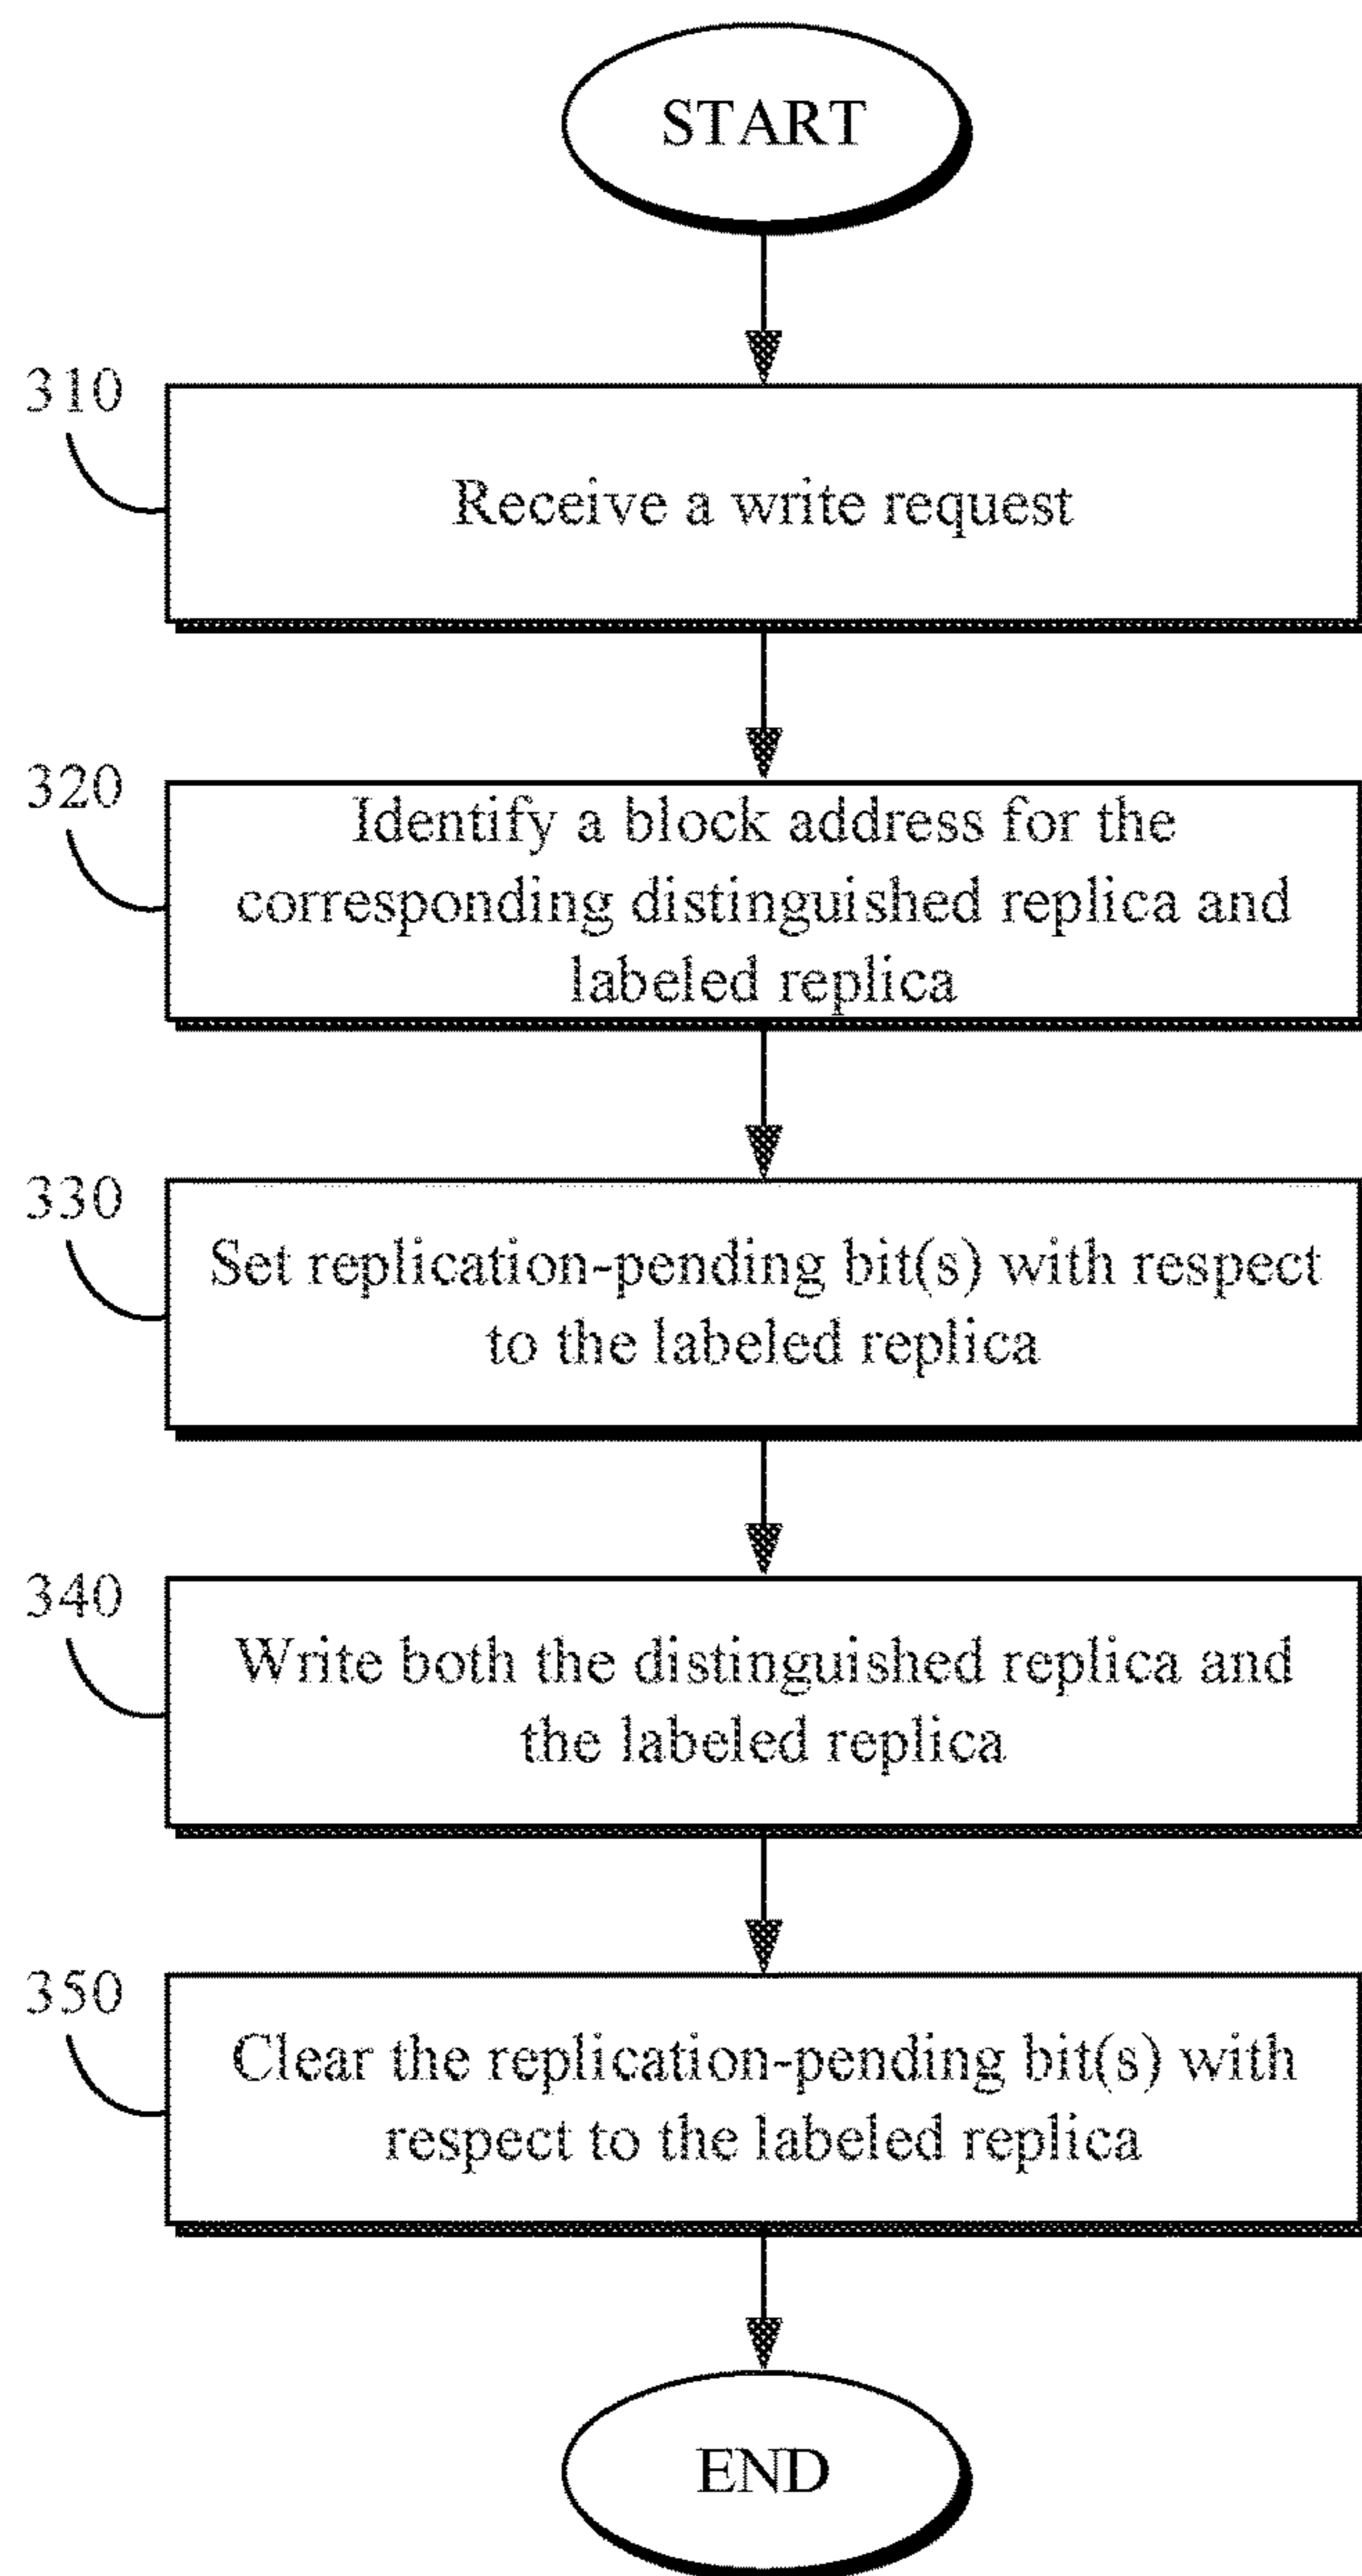 START
310
Receive a write request
320
Identify a block address for the
corresponding distinguished replica and
labeled replica
330
Set replication-pending bit(s) with respect
to the labeled replica
340
Write both the distinguished replica and
the labeled replica
350
Clear the replication-pending bit(s) with
respect to the labeled replica
END